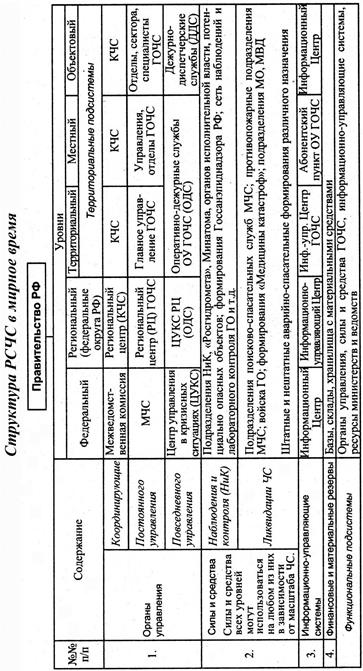 Структура РСЧС в мирное время
Правительство РФ
№№ п/п
Содержание
Уровни
Федеральный
Региональный (федеральные округа РФ)
Территориальный
Местный
Объектовый
Территориальные подсистемы
1.
Органы управления
Координирующие
Межведомст-
венная комиссия
Региональный
центр (КЧС)
КЧС
КЧС
КЧС
Постоянного
управления
МЧС
Региональный
центр (РЦ) ГОЧС
Главное управ-
ление ГОЧС
Управления,
отделы ГОЧС
Отделы, сектора,
специалисты
ГОЧС
Повседневного
управления
Центр управления
в кризисных
ситуациях (ЦУКС)
ЦУКС РЦ
(ОДС)
Оперативно-дежурные службы
ОУ ГОЧС (ОДС)
Дежурно-
диспетчерские
службы (ДДС)
2.
Силы и средства
Силы и средства
всех уровней
могут
использоваться
на любом из них
в зависимости
от масштаба ЧС.
Наблюдения и
контроля (НиК)
Подразделения НиК, «Росгидромета», Минатома, органов исполнительной власти, потен-
циально опасных объектов; формирования Госсанэпиднадзора РФ; сеть наблюдений и
лабораторного контроля ГО и т.д.
Ликвидации ЧС
Подразделения поисково-спасательных служб МЧС; противопожарные подразделения
МЧС; войска ГО; формирования «Медицины катастроф»; подразделения МО, МВД
Штатные и нештатные аварийно-спасательные формирования различного назначения
3.
Информационно-управляющие
системы
Информационный
Центр
Информационно-
управляющий Центр
Инф.-упр. Центр
ГОЧС
Абонентский
пункт ОУ ГОЧС
Информационный
Центр
4.
Финансовые и материальные резервы
Базы, склады, хранилища с материальными средствами
Функциональные подсистемы
Органы управления, силы и средства ГОЧС, информационно-управляющие системы,
ресурсы министерств и ведомств